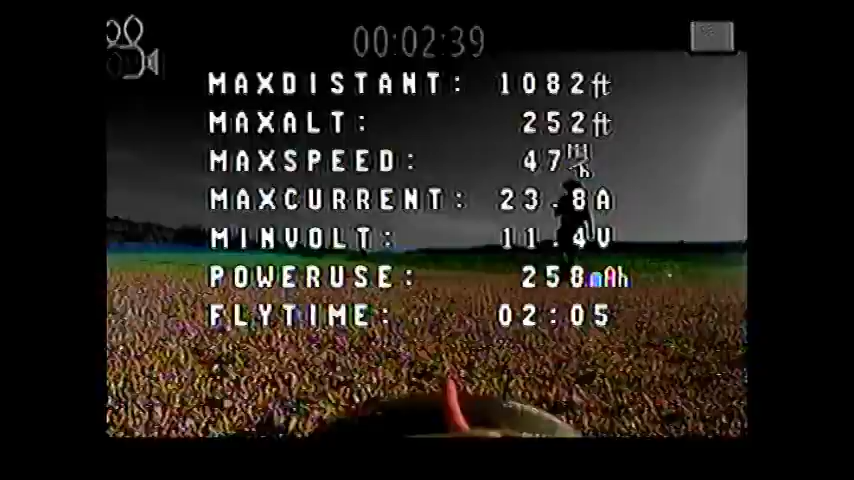 00:02:39
MAXDISTANT: 1082ft
MAXALT: 252ft
MAXSPEED: 47
MAXCURRENT: 23.8A
MINVOLT: 11.4V
POWERUSE: 258mAh
FLYTIME: 02:05